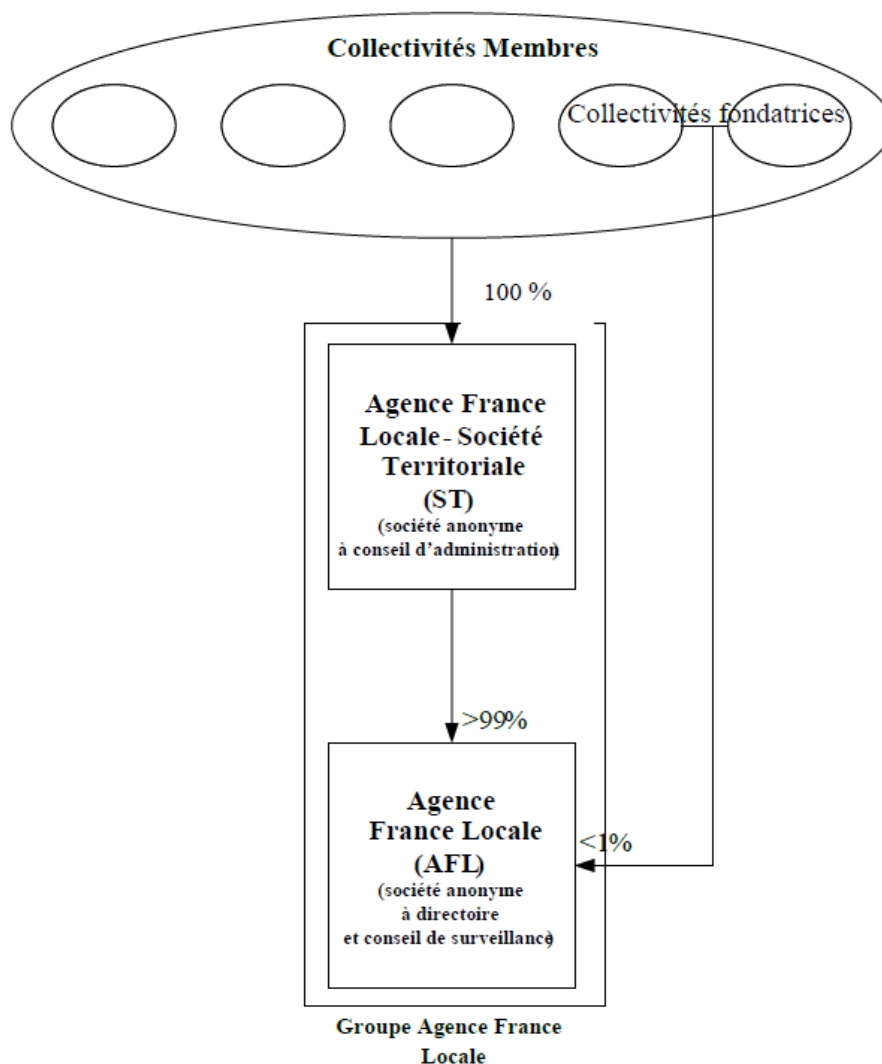 Collectivités Membres
Collectivités fondatrices
100 %
Agence France
Locale - Société
Territoriale
(ST)
(société anonyme
à conseil d'administration)
>99%
Agence
France Locale
(AFL)
(société anonyme
à directoire
et conseil de surveillance)
<1%
Groupe Agence France
Locale